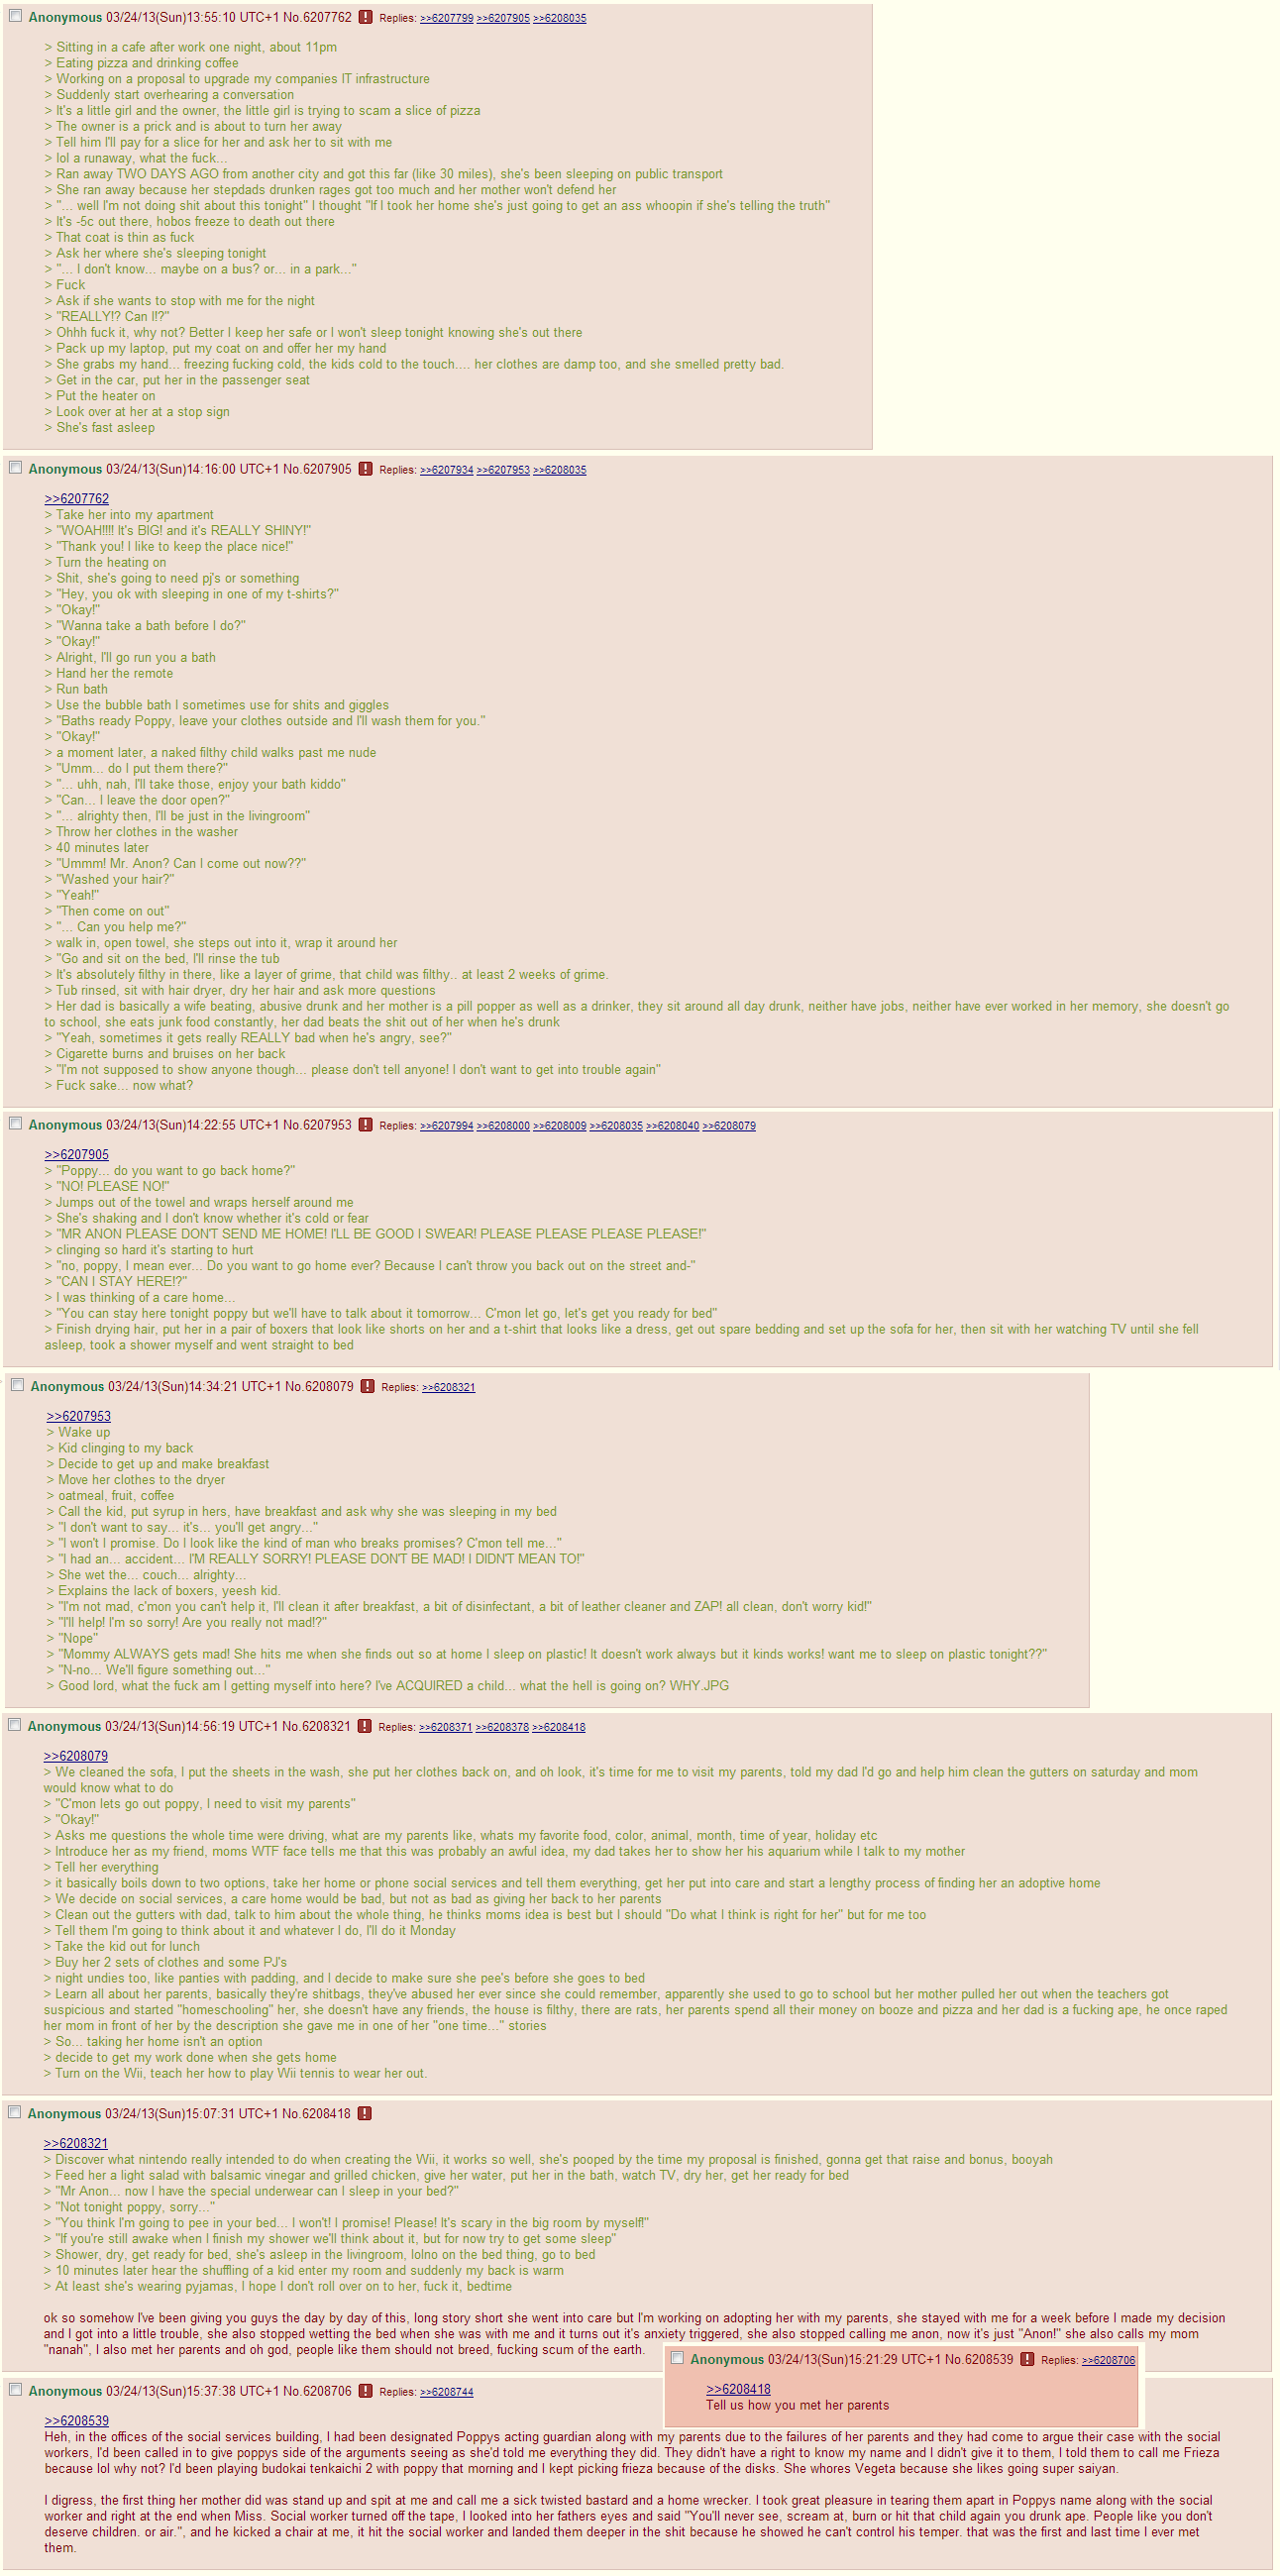 Anonymous 03/24/13(Sun)13:55:10 UTC+1 No.6207762 Replies: >>6207799 >>6207905 >>6208035
> Sitting in a cafe after work one night, about 11pm
> Eating pizza and drinking coffee
> Working on a proposal to upgrade my companies IT infrastructure
> Suddenly start overhearing a conversation
> It's a little girl and the owner, the little girl is trying to scam a slice of pizza
> The owner is a prick and is about to turn her away
> Tell him I'll pay for a slice for her and ask her to sit with me
> lol a runaway, what the fuck...
> Ran away TWO DAYS AGO from another city and got this far (like 30 miles), she's been sleeping on public transport
> She ran away because her stepdads drunken rages got too much and her mother won't defend her
> "... well I'm not doing shit about this tonight" I thought "If I took her home she's just going to get an ass whoopin if she's telling the truth"
> It's -5c out there, hobos freeze to death out there
> That coat is thin as fuck
> Ask her where she's sleeping tonight
> "... I don't know... maybe on a bus? or... in a park..."
> Fuck
> Ask if she wants to stop with me for the night
> "REALLY!? Can I!?"
> Ohhh fuck it, why not? Better I keep her safe or I won't sleep tonight knowing she's out there
> Pack up my laptop, put my coat on and offer her my hand
> She grabs my hand... freezing fucking cold, the kids cold to the touch.... her clothes are damp too, and she smelled pretty bad.
> Get in the car, put her in the passenger seat
> Put the heater on
> Look over at her at a stop sign
> She's fast asleep
Anonymous 03/24/13(Sun)14:16:00 UTC+1 No.6207905 Replies: >>6207934 >>6207953 >>6208035
>>6207762
> Take her into my apartment
> "WOAH!!!! It's BIG! and it's REALLY SHINY!"
> "Thank you! I like to keep the place nice!"
> Turn the heating on
> Shit, she's going to need pj's or something
> "Hey, you ok with sleeping in one of my t-shirts?"
> "Okay!"
> "Wanna take a bath before I do?"
> "Okay!"
> Alright, I'll go run you a bath
> Hand her the remote
> Run bath
> Use the bubble bath I sometimes use for shits and giggles
> "Baths ready Poppy, leave your clothes outside and I'll wash them for you."
> "Okay!"
> a moment later, a naked filthy child walks past me nude
> "Umm... do I put them there?"
> "... uhh, nah, I'll take those, enjoy your bath kiddo"
> "Can... I leave the door open?"
> "... alrighty then, I'll be just in the livingroom"
> Throw her clothes in the washer
> 40 minutes later
> "Ummm! Mr. Anon? Can I come out now??"
> "Washed your hair?"
> "Yeah!"
> "Then come on out"
> "... Can you help me?"
> walk in, open towel, she steps out into it, wrap it around her
> "Go and sit on the bed, I'll rinse the tub
> It's absolutely filthy in there, like a layer of grime, that child was filthy.. at least 2 weeks of grime.
> Tub rinsed, sit with hair dryer, dry her hair and ask more questions
> Her dad is basically a wife beating, abusive drunk and her mother is a pill popper as well as a drinker, they sit around all day drunk, neither have jobs, neither have ever worked in her memory, she doesn't go
to school, she eats junk food constantly, her dad beats the shit out of her when he's drunk
> "Yeah, sometimes it gets really REALLY bad when he's angry, see?"
> Cigarette burns and bruises on her back
> "I'm not supposed to show anyone though... please don't tell anyone! I don't want to get into trouble again"
> Fuck sake... now what?
Anonymous 03/24/13(Sun)14:22:55 UTC+1 No.6207953 Replies: >>6207994 >>6208000 >>6208009 >>6208035 >>6208040 >>6208079
>>6207905
> "Poppy... do you want to go back home?"
> "NO! PLEASE NO!"
> Jumps out of the towel and wraps herself around me
> She's shaking and I don't know whether it's cold or fear
> "MR ANON PLEASE DON'T SEND ME HOME! I'LL BE GOOD I SWEAR! PLEASE PLEASE PLEASE PLEASE!"
> clinging so hard it's starting to hurt
> "no, poppy, I mean ever... Do you want to go home ever? Because I can't throw you back out on the street and-"
> "CAN I STAY HERE!?"
> I was thinking of a care home...
> "You can stay here tonight poppy but we'll have to talk about it tomorrow... C'mon let go, let's get you ready for bed"
> Finish drying hair, put her in a pair of boxers that look like shorts on her and a t-shirt that looks like a dress, get out spare bedding and set up the sofa for her, then sit with her watching TV until she fell
asleep, took a shower myself and went straight to bed
Anonymous 03/24/13(Sun)14:34:21 UTC+1 No.6208079 Replies: >>6208321
>>6207953
> Wake up
> Kid clinging to my back
> Decide to get up and make breakfast
> Move her clothes to the dryer
> oatmeal, fruit, coffee
> Call the kid, put syrup in hers, have breakfast and ask why she was sleeping in my bed
> "I don't want to say... it's... you'll get angry..."
> "I won't I promise. Do I look like the kind of man who breaks promises? C'mon tell me..."
> "I had an... accident... I'M REALLY SORRY! PLEASE DON'T BE MAD! I DIDN'T MEAN TO!"
> She wet the... couch... alrighty...
> Explains the lack of boxers, yeesh kid.
> "I'm not mad, c'mon you can't help it, I'll clean it after breakfast, a bit of disinfectant, a bit of leather cleaner and ZAP! all clean, don't worry kid!"
> "I'll help! I'm so sorry! Are you really not mad!?"
> "Nope"
> "Mommy ALWAYS gets mad! She hits me when she finds out so at home I sleep on plastic! It doesn't work always but it kinds works! want me to sleep on plastic tonight??"
> "N-no... We'll figure something out..."
> Good lord, what the fuck am I getting myself into here? I've ACQUIRED a child... what the hell is going on? WHY.JPG
Anonymous 03/24/13(Sun)14:56:19 UTC+1 No.6208321 Replies: >>6208371 >>6208378 >>6208418
>>6208079
> We cleaned the sofa, I put the sheets in the wash, she put her clothes back on, and oh look, it's time for me to visit my parents, told my dad I'd go and help him clean the gutters on saturday and mom
would know what to do
> "C'mon lets go out poppy, I need to visit my parents"
> "Okay!"
> Asks me questions the whole time were driving, what are my parents like, whats my favorite food, color, animal, month, time of year, holiday etc
> Introduce her as my friend, moms WTF face tells me that this was probably an awful idea, my dad takes her to show her his aquarium while I talk to my mother
> Tell her everything
> it basically boils down to two options, take her home or phone social services and tell them everything, get her put into care and start a lengthy process of finding her an adoptive home
> We decide on social services, a care home would be bad, but not as bad as giving her back to her parents
> Clean out the gutters with dad, talk to him about the whole thing, he thinks moms idea is best but I should "Do what I think is right for her" but for me too
> Tell them I'm going to think about it and whatever I do, I'll do it Monday
> Take the kid out for lunch
> Buy her 2 sets of clothes and some PJ's
> night undies too, like panties with padding, and I decide to make sure she pee's before she goes to bed
> Learn all about her parents, basically they're shitbags, they've abused her ever since she could remember, apparently she used to go to school but her mother pulled her out when the teachers got
suspicious and started "homeschooling" her, she doesn't have any friends, the house is filthy, there are rats, her parents spend all their money on booze and pizza and her dad is a fucking ape, he once raped
her mom in front of her by the description she gave me in one of her "one time..." stories
> So... taking her home isn't an option
> decide to get my work done when she gets home
> Turn on the Wii, teach her how to play Wii tennis to wear her out.
Anonymous 03/24/13(Sun)15:07:31 UTC+1 No.6208418
>>6208321
> Discover what nintendo really intended to do when creating the Wii, it works so well, she's pooped by the time my proposal is finished, gonna get that raise and bonus, booyah
> Feed her a light salad with balsamic vinegar and grilled chicken, give her water, put her in the bath, watch TV, dry her, get her ready for bed
> "Mr Anon... now I have the special underwear can I sleep in your bed?"
> "Not tonight poppy, sorry..."
> "You think I'm going to pee in your bed... I won't! I promise! Please! It's scary in the big room by myself!"
> "If you're still awake when I finish my shower we'll think about it, but for now try to get some sleep"
> Shower, dry, get ready for bed, she's asleep in the livingroom, lolno on the bed thing, go to bed
> 10 minutes later hear the shuffling of a kid enter my room and suddenly my back is warm
> At least she's wearing pyjamas, I hope I don't roll over on to her, fuck it, bedtime
ok so somehow I've been giving you guys the day by day of this, long story short she went into care but I'm working on adopting her with my parents, she stayed with me for a week before I made my decision
and I got into a little trouble, she also stopped wetting the bed when she was with me and it turns out it's anxiety triggered, she also stopped calling me anon, now it's just "Anon!" she also calls my mom
"nanah", I also met her parents and oh god, people like them should not breed, fucking scum of the earth.
Anonymous 03/24/13(Sun)15:21:29 UTC+1 No.6208539 Replies: >>6208706
>>6208418
Tell us how you met her parents
Anonymous 03/24/13(Sun)15:37:38 UTC+1 No.6208706 Replies: >>6208744
>>6208539
Heh, in the offices of the social services building, I had been designated Poppys acting guardian along with my parents due to the failures of her parents and they had come to argue their case with the social
workers, I'd been called in to give poppys side of the arguments seeing as she'd told me everything they did. They didn't have a right to know my name and I didn't give it to them, I told them to call me Frieza
because lol why not? I'd been playing budokai tenkaichi 2 with poppy that morning and I kept picking frieza because of the disks. She whores Vegeta because she likes going super saiyan.
I digress, the first thing her mother did was stand up and spit at me and call me a sick twisted bastard and a home wrecker. I took great pleasure in tearing them apart in Poppys name along with the social
worker and right at the end when Miss. Social worker turned off the tape, I looked into her fathers eyes and said "You'll never see, scream at, burn or hit that child again you drunk ape. People like you don't
deserve children. or air.", and he kicked a chair at me, it hit the social worker and landed them deeper in the shit because he showed he can't control his temper. that was the first and last time I ever met
them.